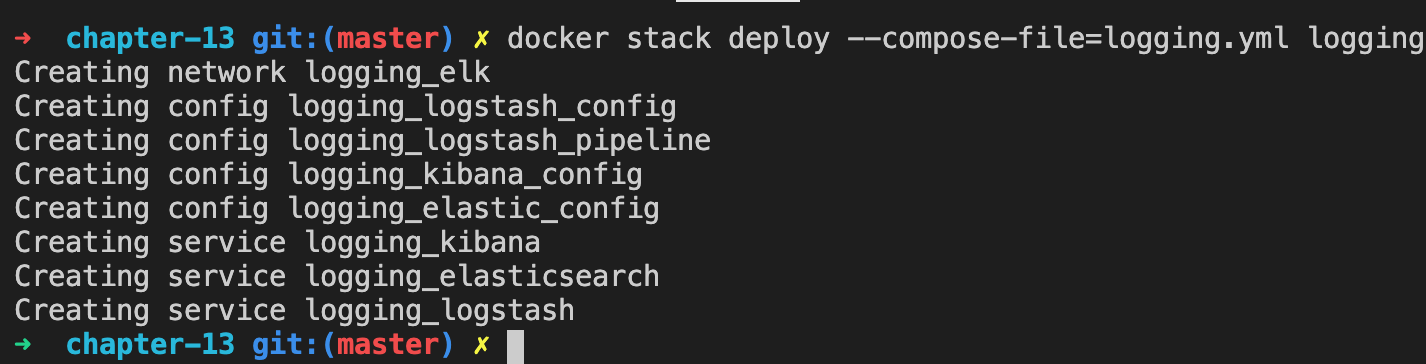 ➜  chapter-13 git:(master) ✗ docker stack deploy --compose-file=logging.yml logging
Creating network logging_elk
Creating config logging_logstash_config
Creating config logging_logstash_pipeline
Creating config logging_kibana_config
Creating config logging_elastic_config
Creating service logging_kibana
Creating service logging_elasticsearch
Creating service logging_logstash
➜  chapter-13 git:(master) ✗